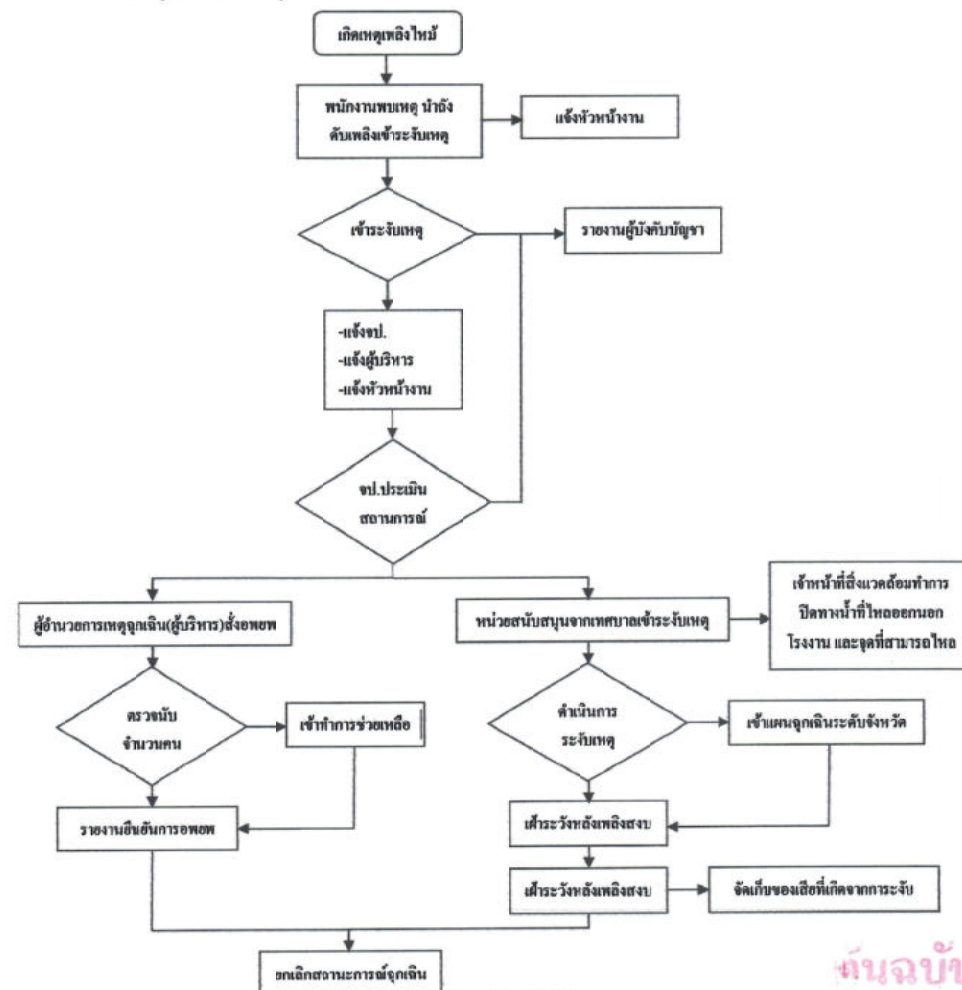 เกิดเหตุเพลิงไหม้
พนักงานพบเหตุ นำถัง
ดับเพลิงเข้าระงับเหตุ
แจ้งหัวหน้างาน
เข้าระงับเหตุ
รายงานผู้บังคับบัญชา
-แจ้งจป.
-แจ้งผู้บริหาร
-แจ้งหัวหน้างาน
จป.ประเมิน
สถานการณ์
ผู้อำนวยการเหตุฉุกเฉิน(ผู้บริหาร)สั่งอพยพ
หน่วยสนับสนุนจากเทศบาลเข้าระงับเหตุ
เจ้าหน้าที่สิ่งแวดล้อมทำการ
ปิดทางน้ำที่ไหลออกนอก
โรงงาน และจุดที่สามารถไหล
ตรวจนับ
จำนวนคน
เข้าทำการช่วยเหลือ
ดำเนินการ
ระงับเหตุ
เข้าแผนฉุกเฉินระดับจังหวัด
รายงานยืนยันการอพยพ
เฝ้าระวังหลังเพลิงสงบ
เฝ้าระวังหลังเพลิงสงบ
จัดเก็บของเสียที่เกิดจากการะงับ
ยกเลิกสถานะการณ์ฉุกเฉิน